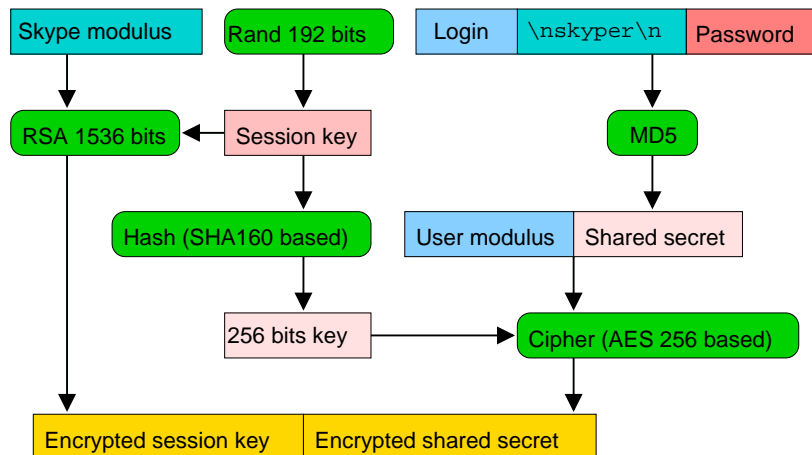 Skype modulus
Rand 192 bits
Login
\nskyper\n
Password
RSA 1536 bits
Session key
MD5
Hash (SHA160 based)
User modulus
Shared secret
256 bits key
Cipher (AES 256 based)
Encrypted session key
Encrypted shared secret